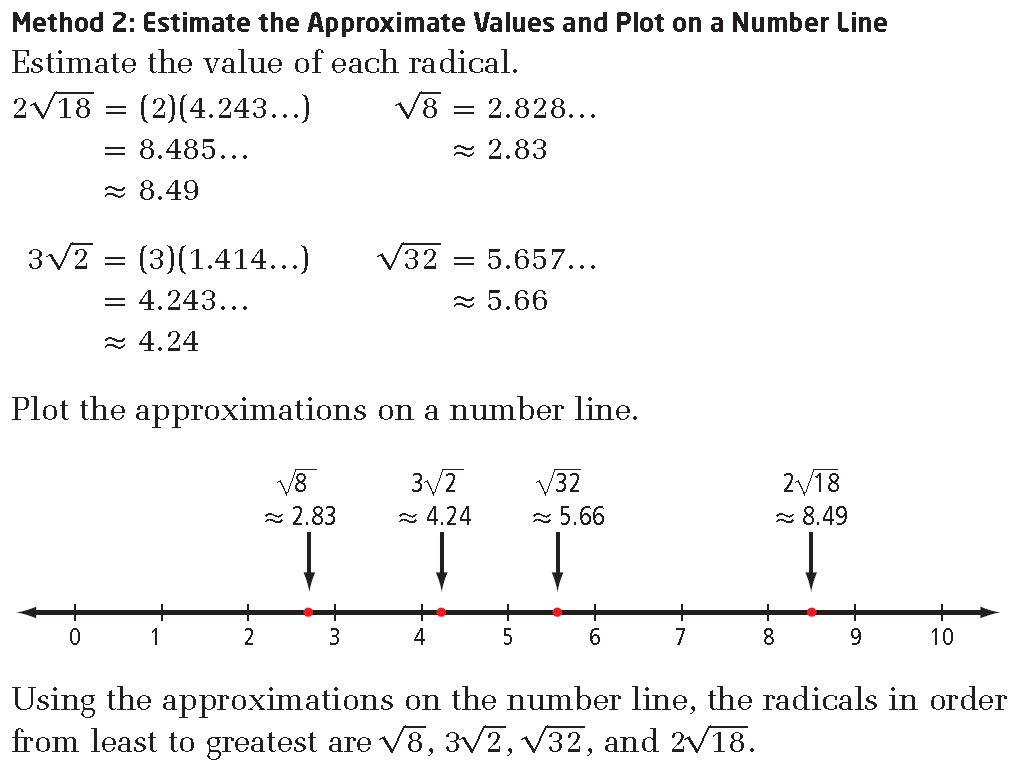 Method 2: Estimate the Approximate Values and Plot on a Number Line
Estimate the value of each radical.
2√18 = (2)(4.243...) √8 = 2.828...
= 8.485... ≈ 2.83
≈ 8.49
3√2 = (3)(1.414...) √32 = 5.657...
= 4.243... ≈ 5.66
≈ 4.24
Plot the approximations on a number line.
√8 3√2 √32 2√18
≈ 2.83 ≈ 4.24 ≈ 5.66 ≈ 8.49
0 1 2 3 4 5 6 7 8 9 10
Using the approximations on the number line, the radicals in order
from least to greatest are √8, 3√2, √32, and 2√18.